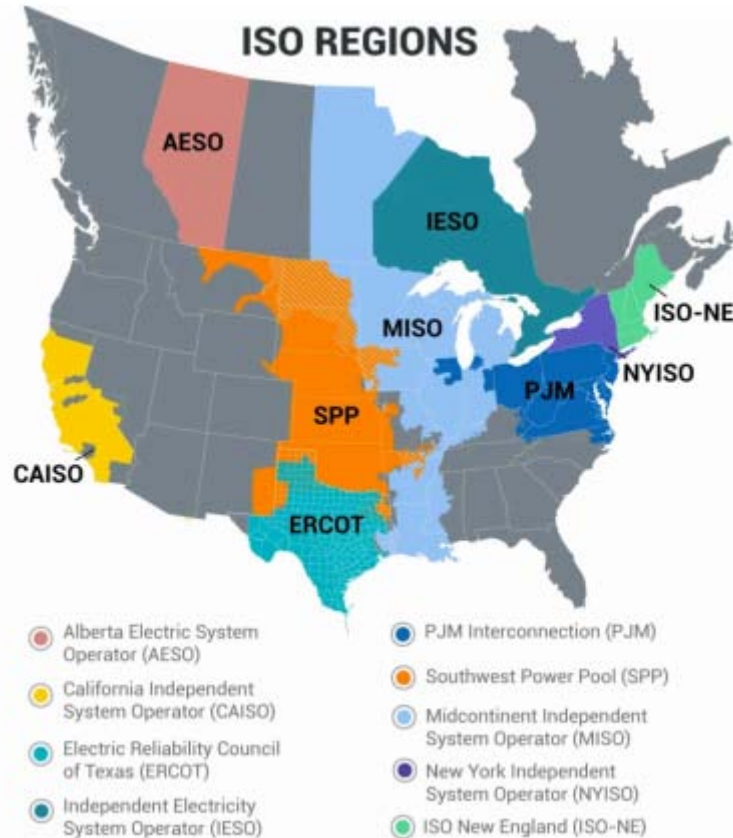 ISO REGIONS
AESO
IESO
ISO-NE
MISO
NYISO
PJM
SPP
CAISO
ERCOT
Alberta Electric System
Operator (AESO)
California Independent
System Operator (CAISO)
Electric Reliability Council
of Texas (ERCOT)
Independent Electricity
System Operator (IESO)
PJM Interconnection (PJM)
Southwest Power Pool (SPP)
Midcontinent Independent
System Operator (MISO)
New York Independent
System Operator (NYISO)
ISO New England (ISO-NE)